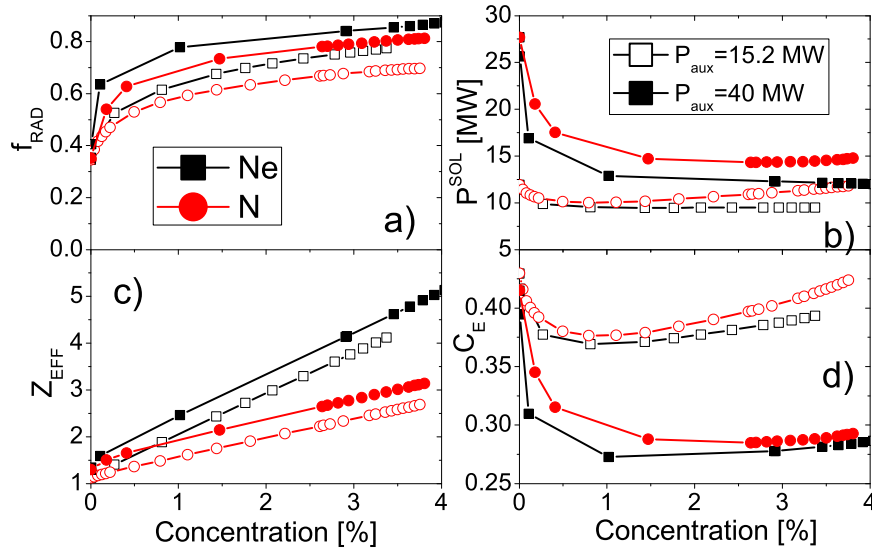 0.8
0.6
0.4
0.2
0.0
f_RAD
Ne
N
a)
30
25
20
15
10
5
P^SOL [MW]
P_aux=15.2 MW
P_aux=40 MW
b)
5
4
3
2
1
Z_EFF
c)
0 1 2 3 4
Concentration [%]
0.40
0.35
0.30
0.25
C_E
d)
0 1 2 3 4
Concentration [%]